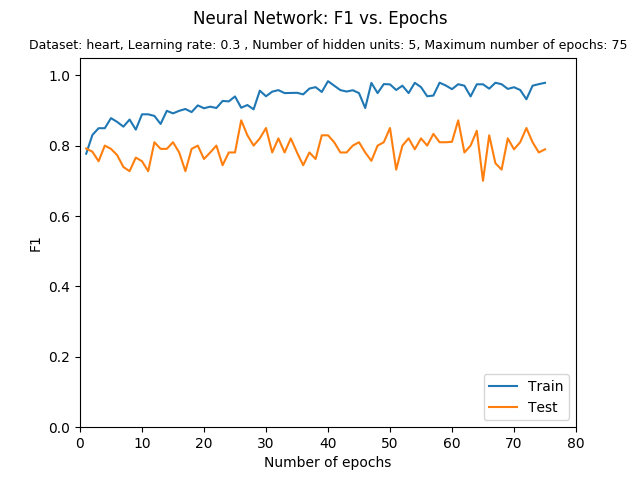 Neural Network: F1 vs. Epochs
Dataset: heart, Learning rate: 0.3 , Number of hidden units: 5, Maximum number of epochs: 75
1.0
0.8
0.6
0.4
0.2
0.0
F1
Train
Test
0 10 20 30 40 50 60 70 80
Number of epochs